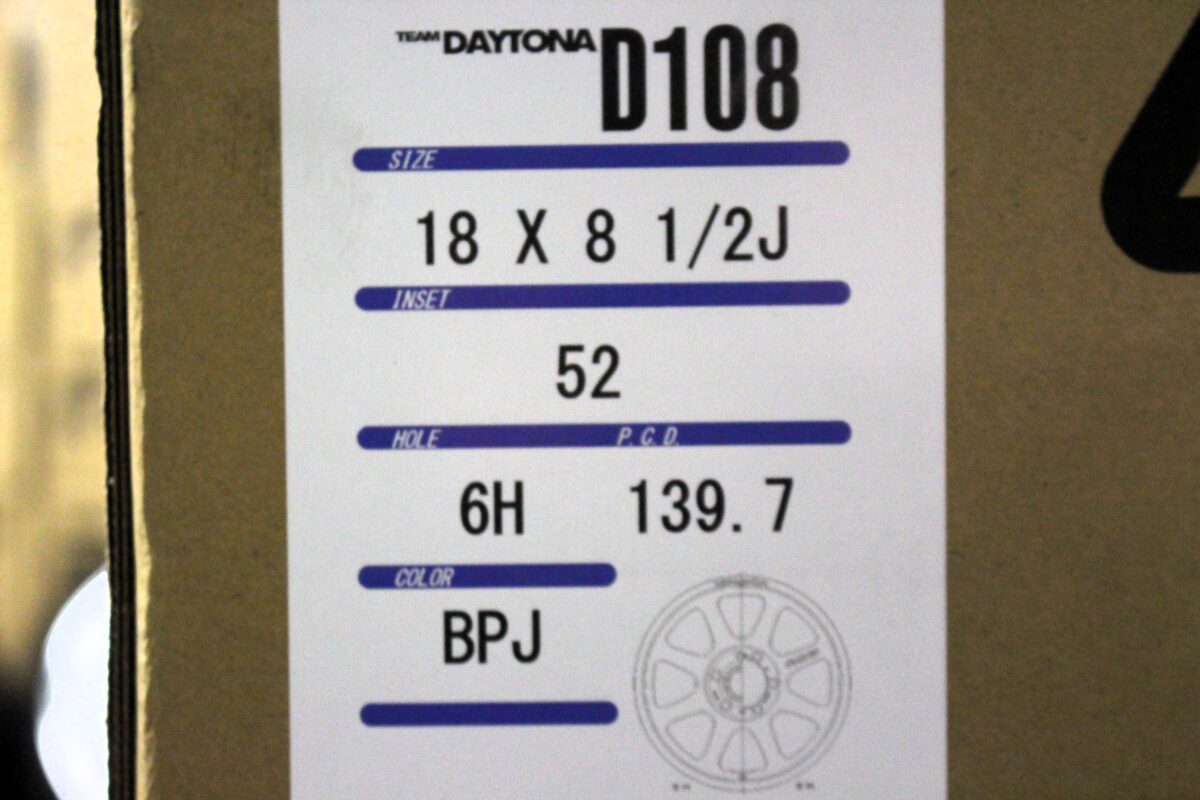 TEAM DAYTONA D108
SIZE
18 X 8 1/2J
INSET
52
HOLE P.C.D.
6H 139.7
COLOR
BPJ